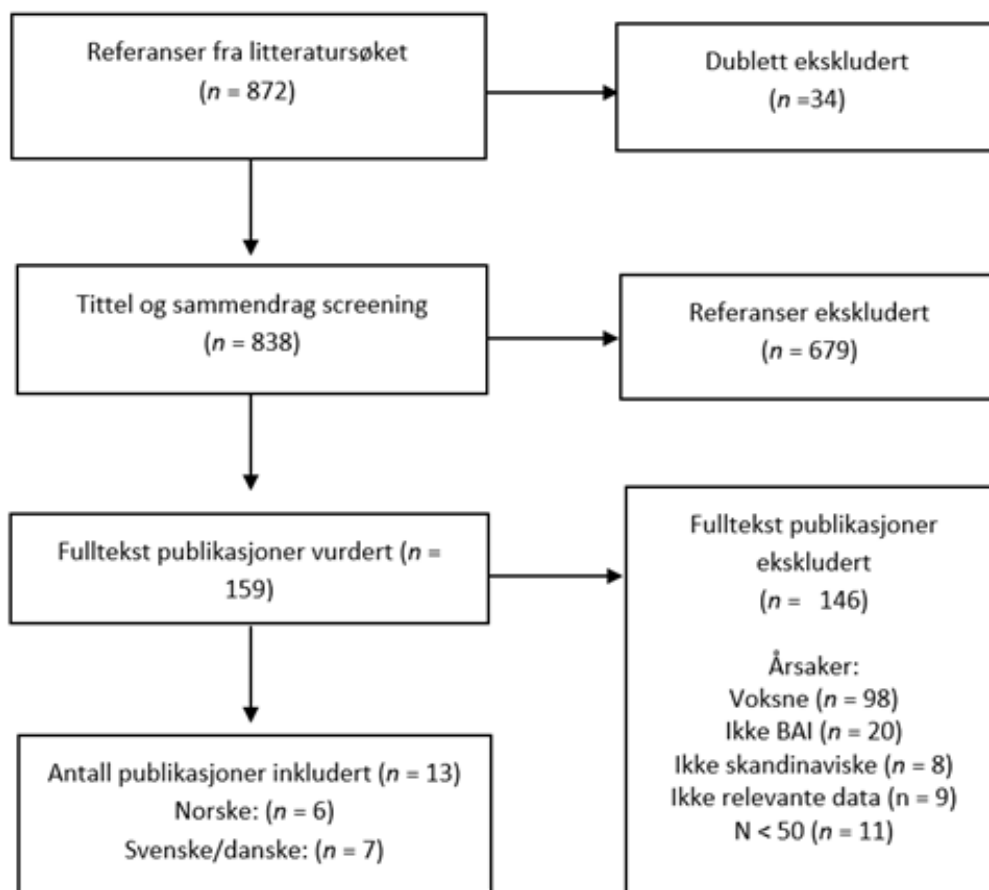 Referanser fra litteratursøket
(n = 872)
Dublett ekskludert
(n =34)
Tittel og sammendrag screening
(n = 838)
Referanser ekskludert
(n = 679)
Fulltekst publikasjoner vurdert (n =
159)
Fulltekst publikasjoner
ekskludert
(n = 146)
Årsaker:
Voksne (n = 98)
Ikke BAI (n = 20)
Ikke skandinaviske (n = 8)
Ikke relevante data (n = 9)
N < 50 (n = 11)
Antall publikasjoner inkludert (n = 13)
Norske: (n = 6)
Svenske/danske: (n = 7)